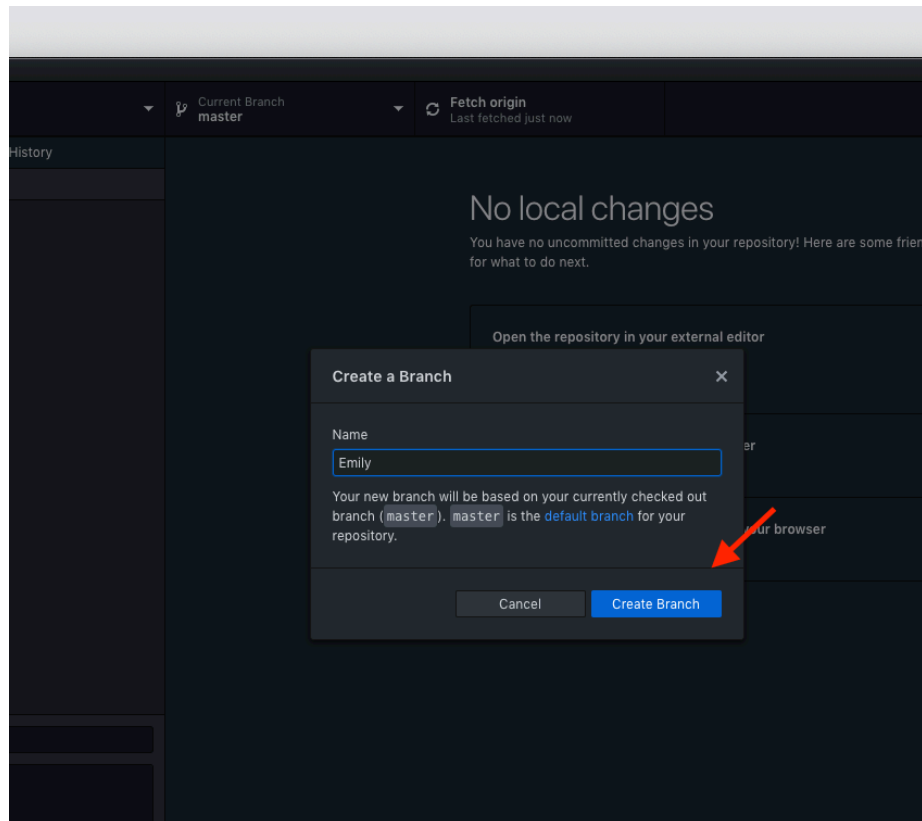 Current Branch
master
Fetch origin
Last fetched just now
History
No local changes
You have no uncommitted changes in your repository! Here are some
for what to do next.
Open the repository in your external editor
Create a Branch
Name
Emily
Your new branch will be based on your currently checked out
branch (master). master is the default branch for your
repository.
your browser
Cancel
Create Branch